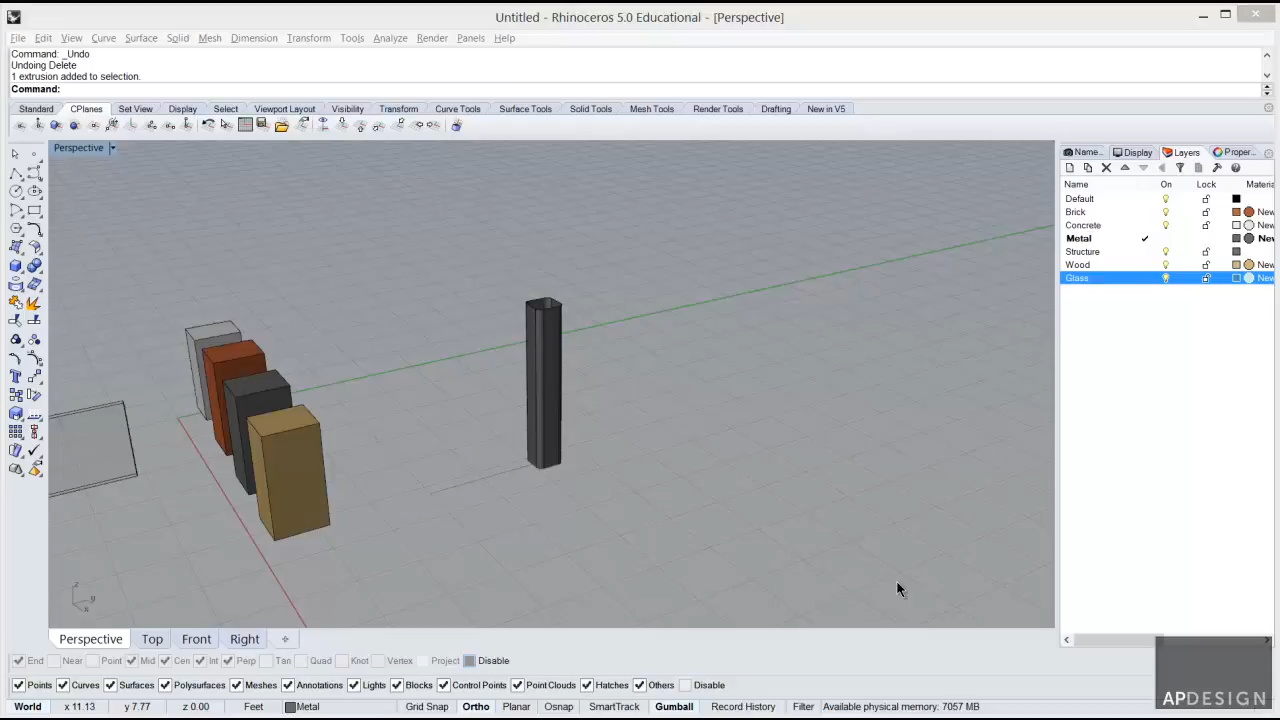 Untitled - Rhinoceros 5.0 Educational - [Perspective]
File Edit View Curve Surface Solid Mesh Dimension Transform Tools Analyze Render Panels Help
Command: _Undo
Undoing Delete
1 extrusion added to selection.
Command:
Standard CPlanes Set View Display Select Viewport Layout Visibility Transform Curve Tools Surface Tools Solid Tools Mesh Tools Render Tools Drafting New in V5
Perspective
Name... Display Layers Proper...
Name On Lock Materia
Default
Brick New
Concrete New
Metal New
Structure
Wood New
Glass New
z
y
x
Perspective Top Front Right
End Near Point Mid Cen Int Perp Tan Quad Knot Vertex Project Disable
Points Curves Surfaces Polysurfaces Meshes Annotations Lights Blocks Control Points Point Clouds Hatches Others Disable
World x 11.13 y 7.77 z 0.00 Feet Metal Grid Snap Ortho Planar Osnap SmartTrack Gumball Record History Filter Available physical memory: 7057 MB
APDESIGN